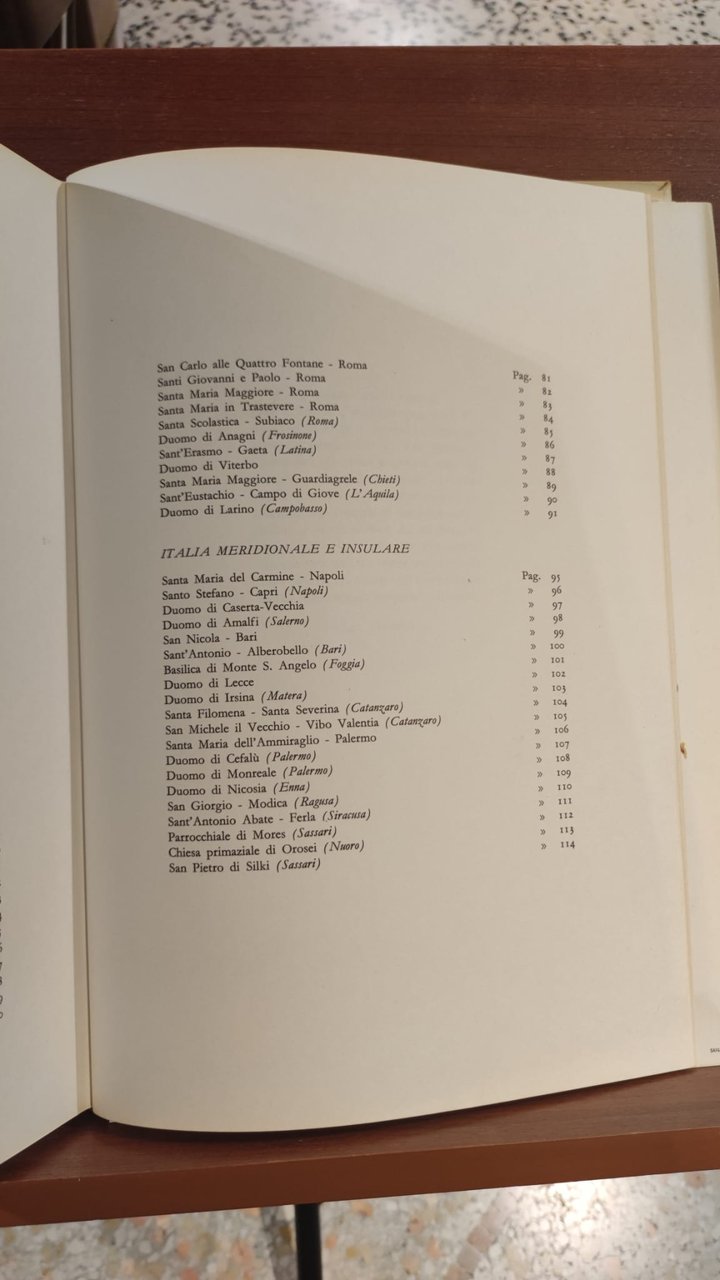 San Carlo alle Quattro Fontane - Roma Pag. 81
Santi Giovanni e Paolo - Roma » 82
Santa Maria Maggiore - Roma » 83
Santa Maria in Trastevere - Roma » 84
Santa Scolastica - Subiaco (Roma) » 85
Duomo di Anagni (Frosinone) » 86
Sant'Erasmo - Gaeta (Latina) » 87
Duomo di Viterbo » 88
Santa Maria Maggiore - Guardiagrele (Chieti) » 89
Sant'Eustachio - Campo di Giove (L'Aquila) » 90
Duomo di Larino (Campobasso) » 91
ITALIA MERIDIONALE E INSULARE
Santa Maria del Carmine - Napoli Pag. 95
Santo Stefano - Capri (Napoli) » 96
Duomo di Caserta-Vecchia » 97
Duomo di Amalfi (Salerno) » 98
San Nicola - Bari » 99
Sant'Antonio - Alberobello (Bari) » 100
Basilica di Monte S. Angelo (Foggia) » 101
Duomo di Lecce » 102
Duomo di Irsina (Matera) » 103
Santa Filomena - Santa Severina (Catanzaro) » 104
San Michele il Vecchio - Vibo Valentia (Catanzaro) » 105
Santa Maria dell'Ammiraglio - Palermo » 106
Duomo di Cefalù (Palermo) » 107
Duomo di Monreale (Palermo) » 108
Duomo di Nicosia (Enna) » 109
San Giorgio - Modica (Ragusa) » 110
Sant'Antonio Abate - Ferla (Siracusa) » 111
Parrocchiale di Mores (Sassari) » 112
Chiesa primaziale di Orosei (Nuoro) » 113
San Pietro di Silki (Sassari) » 114